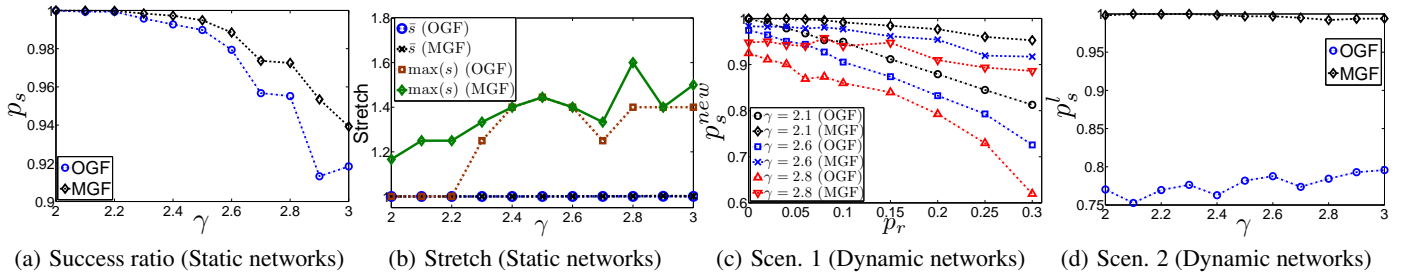 p_s
1
0.98
0.96
0.94
0.92
0.9
2 2.2 2.4 2.6 2.8 3
γ
OGF
MGF
(a) Success ratio (Static networks)
Stretch
1.8
1.6
1.4
1.2
1
2 2.2 2.4 2.6 2.8 3
γ
s̄ (OGF)
s̄ (MGF)
max(s) (OGF)
max(s) (MGF)
(b) Stretch (Static networks)
p_s^{new}
1
0.9
0.8
0.7
0.6
0 0.05 0.1 0.15 0.2 0.25 0.3
p_r
γ = 2.1 (OGF)
γ = 2.1 (MGF)
γ = 2.6 (OGF)
γ = 2.6 (MGF)
γ = 2.8 (OGF)
γ = 2.8 (MGF)
(c) Scen. 1 (Dynamic networks)
p_s^l
1
0.95
0.9
0.85
0.8
0.75
2 2.2 2.4 2.6 2.8 3
γ
OGF
MGF
(d) Scen. 2 (Dynamic networks)